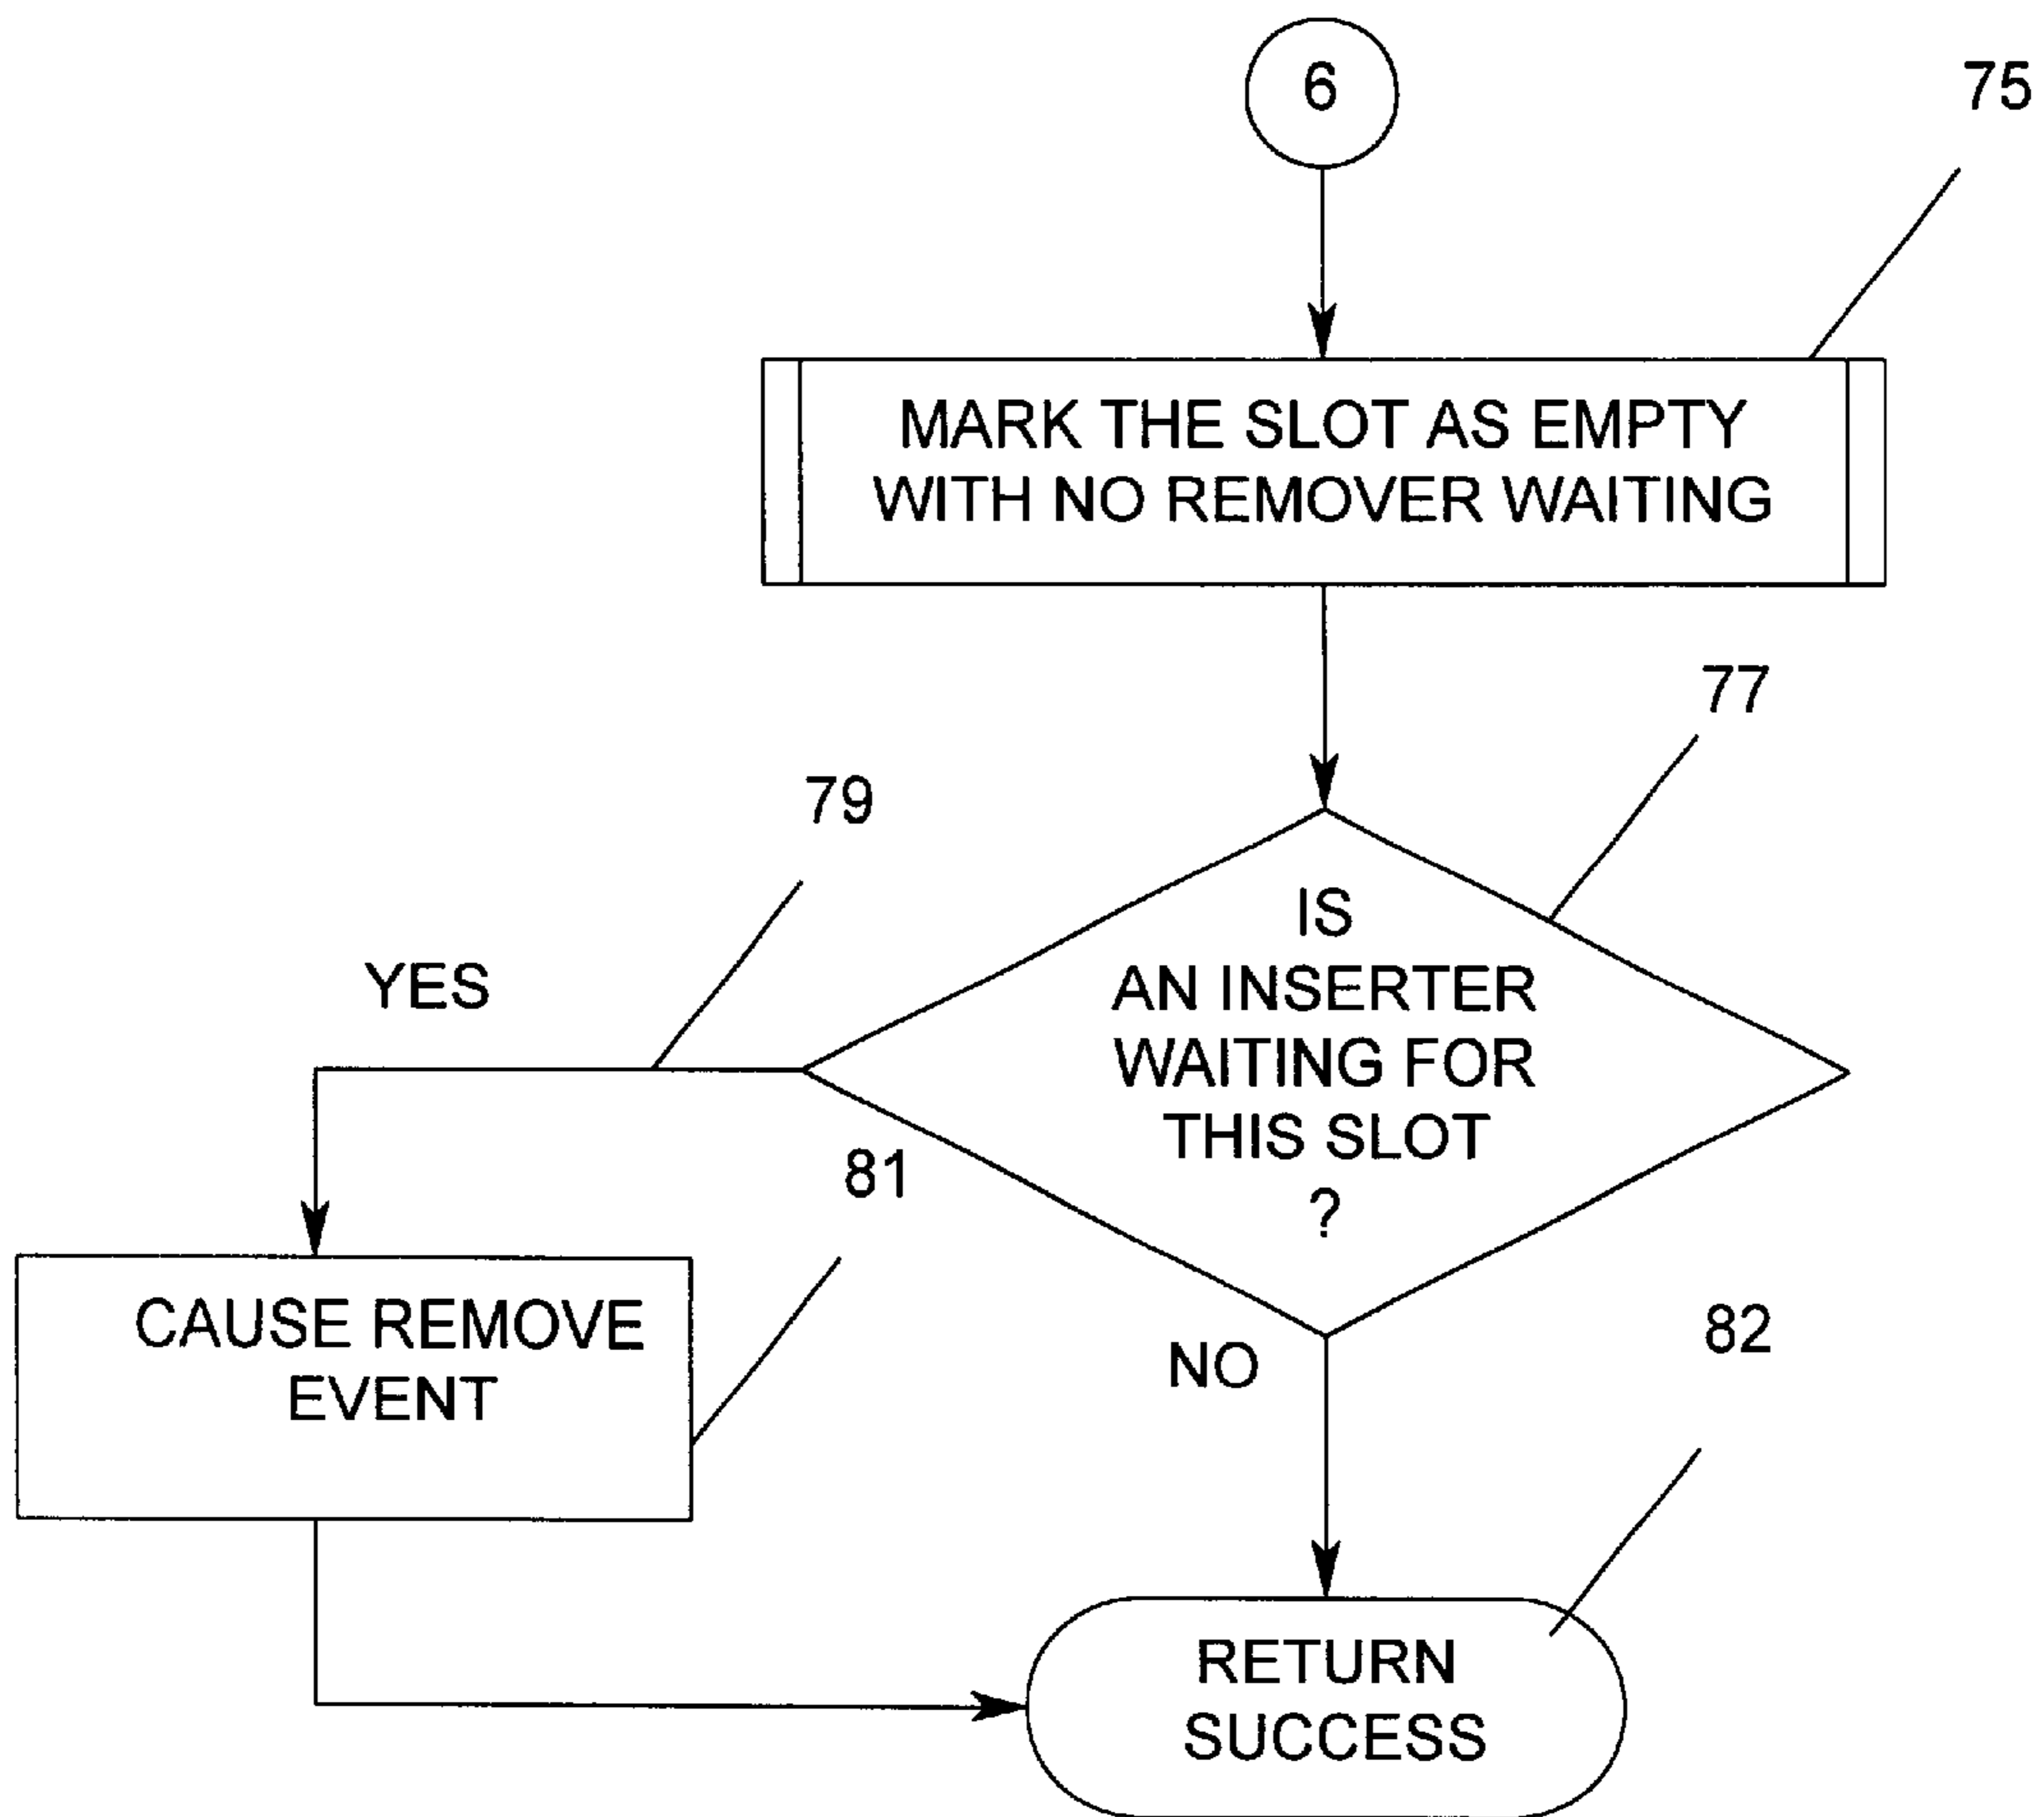 6
75
MARK THE SLOT AS EMPTY
WITH NO REMOVER WAITING
77
79
IS
AN INSERTER
WAITING FOR
THIS SLOT
?
YES
81
CAUSE REMOVE
EVENT
NO
82
RETURN
SUCCESS